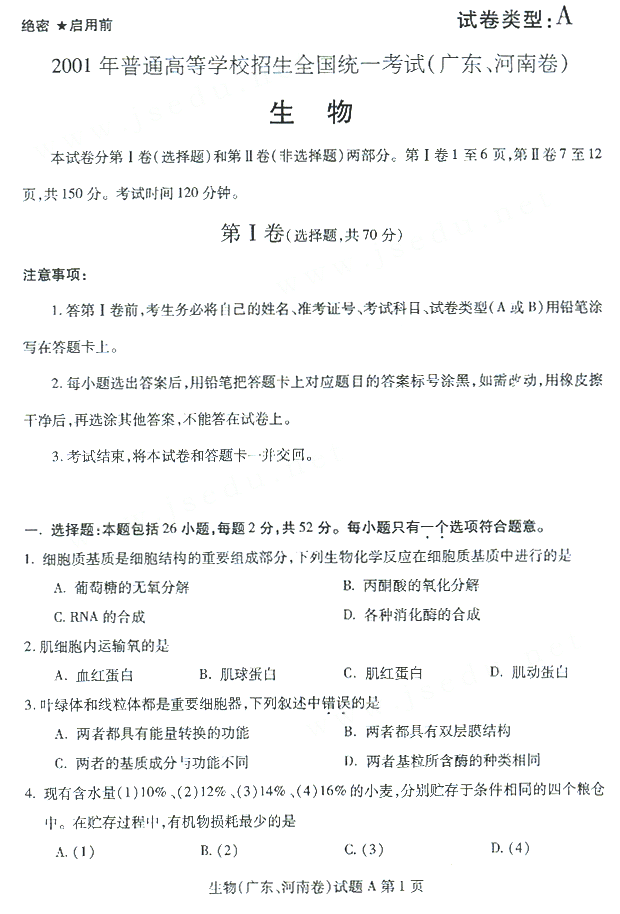 绝密 ★启用前
试卷类型:A
2001 年普通高等学校招生全国统一考试(广东、河南卷)
生 物
本试卷分第Ⅰ卷(选择题)和第Ⅱ卷(非选择题)两部分。第Ⅰ卷1 至6 页,第Ⅱ卷7 至12
页,共150 分。考试时间120 分钟。
第Ⅰ卷(选择题,共70 分)
注意事项:
1.答第Ⅰ卷前,考生务必将自己的姓名、准考证号、考试科目、试卷类型(A 或B)用铅笔涂
写在答题卡上。
2.每小题选出答案后,用铅笔把答题卡上对应题目的答案标号涂黑,如需改动,用橡皮擦
干净后,再选涂其他答案,不能答在试卷上。
3.考试结束,将本试卷和答题卡一并交回。
一. 选择题:本题包括26 小题,每题2 分,共52 分。每小题只有一个选项符合题意。
1. 细胞质基质是细胞结构的重要组成部分,下列生物化学反应在细胞质基质中进行的是
A. 葡萄糖的无氧分解 B. 丙酮酸的氧化分解
C. RNA 的合成 D. 各种消化酶的合成
2. 肌细胞内运输氧的是
A. 血红蛋白 B. 肌球蛋白 C. 肌红蛋白 D. 肌动蛋白
3. 叶绿体和线粒体都是重要细胞器,下列叙述中错误的是
A. 两者都具有能量转换的功能 B. 两者都具有双层膜结构
C. 两者的基质成分与功能不同 D. 两者基粒所含酶的种类相同
4. 现有含水量(1)10%、(2)12%、(3)14%、(4)16%的小麦,分别贮存于条件相同的四个粮仓
中。在贮存过程中,有机物损耗最少的是
A. (1) B. (2) C. (3) D. (4)
生物(广东、河南卷)试题 A 第 1 页